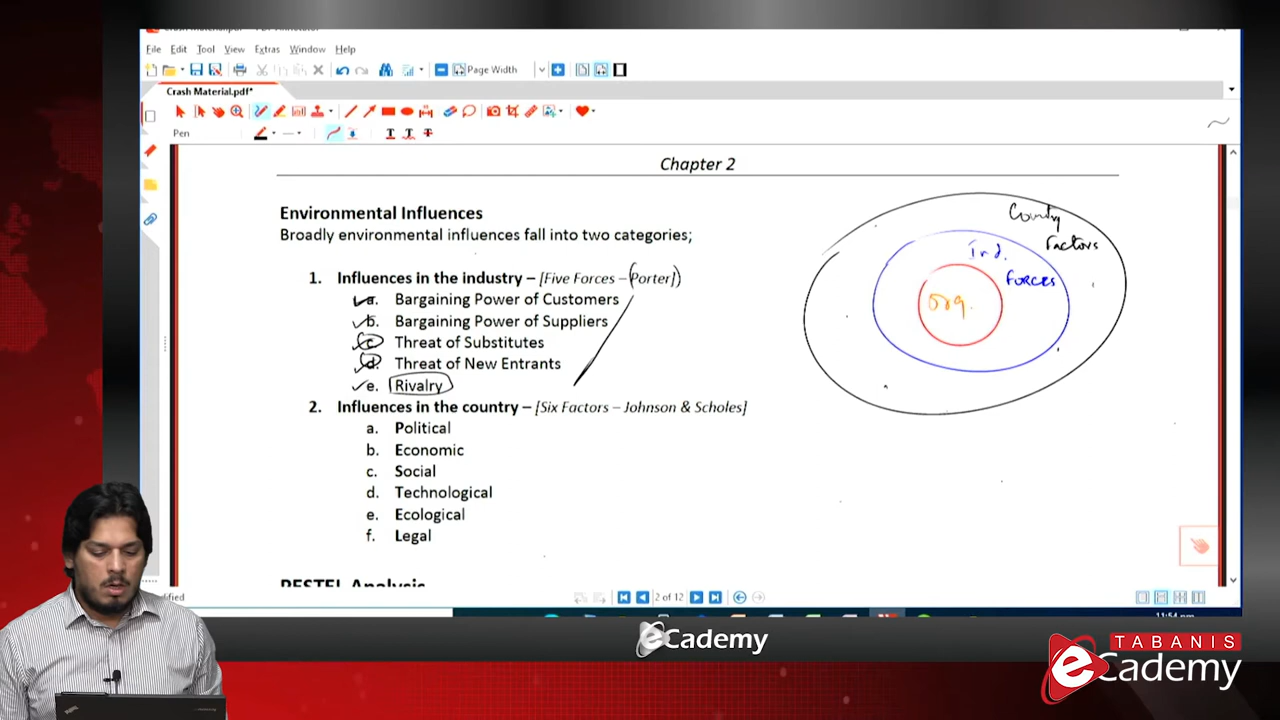 File Edit Tool View Extras Window Help
Page Width
Crash Material.pdf*
Pen
Chapter 2
Environmental Influences
Broadly environmental influences fall into two categories;
1. Influences in the industry – [Five Forces – (Porter])
a. Bargaining Power of Customers
b. Bargaining Power of Suppliers
c. Threat of Substitutes
d. Threat of New Entrants
e. Rivalry
2. Influences in the country – [Six Factors – Johnson & Scholes]
a. Political
b. Economic
c. Social
d. Technological
e. Ecological
f. Legal
PESTEL Analysis
Country
Factors
Ind.
Forces
Org.
2 of 12
11:54 pm
eCademy
TABANIS
eCademy